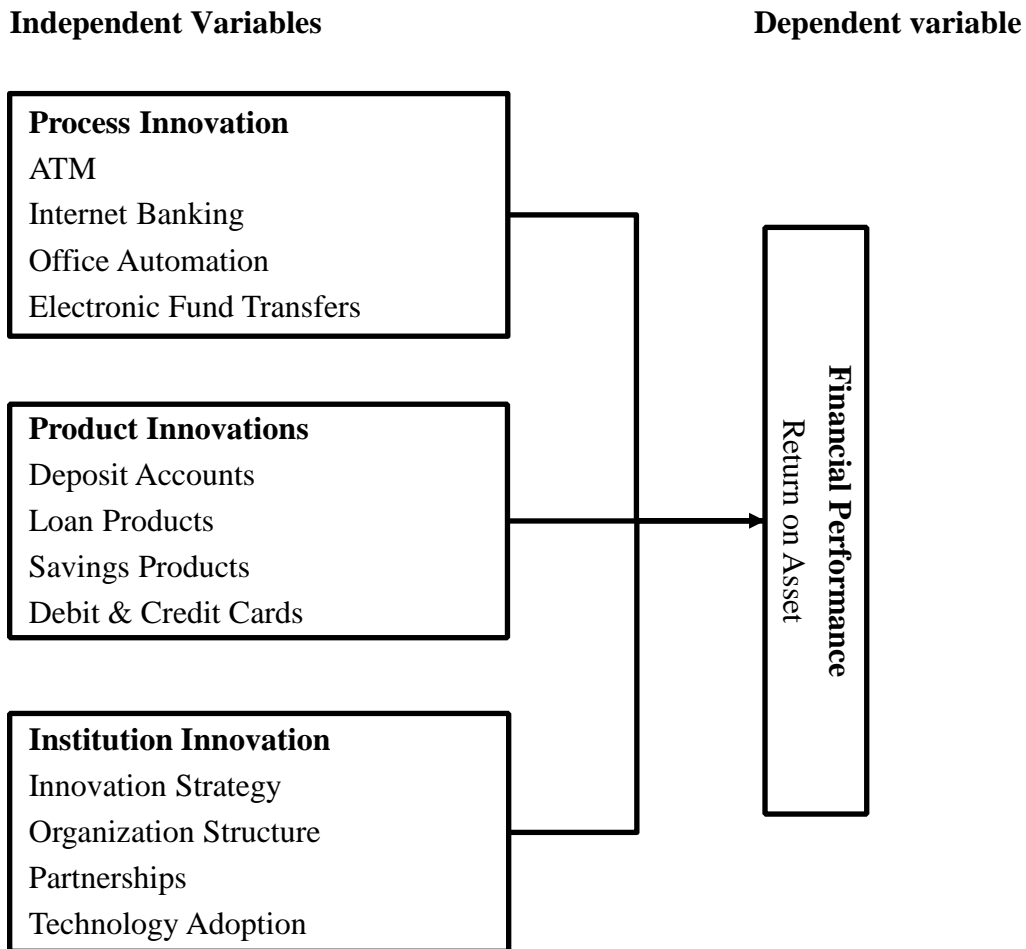 Independent Variables
Dependent variable
Process Innovation
ATM
Internet Banking
Office Automation
Electronic Fund Transfers
Product Innovations
Deposit Accounts
Loan Products
Savings Products
Debit & Credit Cards
Institution Innovation
Innovation Strategy
Organization Structure
Partnerships
Technology Adoption
Financial Performance
Return on Asset